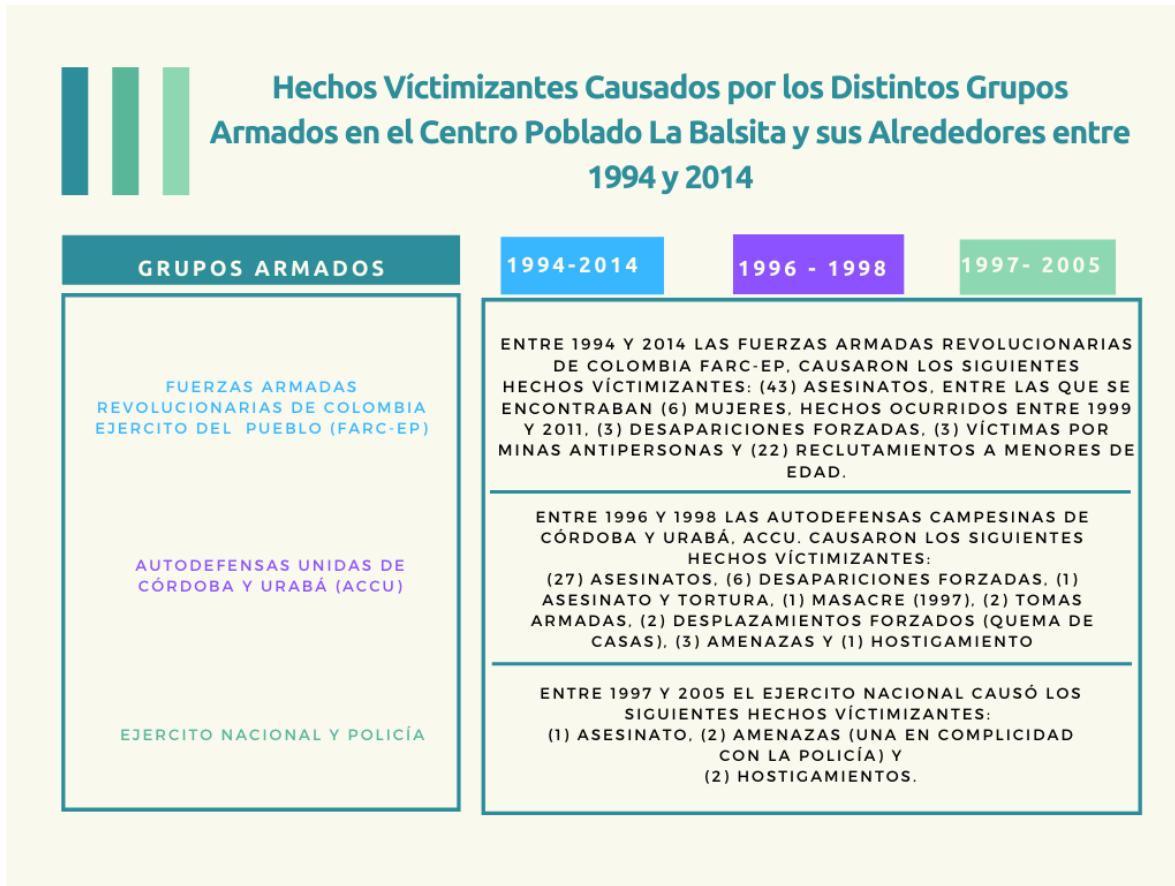 Hechos Víctimizantes Causados por los Distintos Grupos
Armados en el Centro Poblado La Balsita y sus Alrededores entre
1994 y 2014
GRUPOS ARMADOS
1994-2014
1996 - 1998
1997- 2005
FUERZAS ARMADAS
REVOLUCIONARIAS DE COLOMBIA
EJERCITO DEL PUEBLO (FARC-EP)
ENTRE 1994 Y 2014 LAS FUERZAS ARMADAS REVOLUCIONARIAS
DE COLOMBIA FARC-EP, CAUSARON LOS SIGUIENTES
HECHOS VÍCTIMIZANTES: (43) ASESINATOS, ENTRE LAS QUE SE
ENCONTRABAN (6) MUJERES, HECHOS OCURRIDOS ENTRE 1999
Y 2011, (3) DESAPARICIONES FORZADAS, (3) VÍCTIMAS POR
MINAS ANTIPERSONAS Y (22) RECLUTAMIENTOS A MENORES DE
EDAD.
AUTODEFENSAS UNIDAS DE
CÓRDOBA Y URABÁ (ACCU)
ENTRE 1996 Y 1998 LAS AUTODEFENSAS CAMPESINAS DE
CÓRDOBA Y URABÁ, ACCU. CAUSARON LOS SIGUIENTES
HECHOS VÍCTIMIZANTES:
(27) ASESINATOS, (6) DESAPARICIONES FORZADAS, (1)
ASESINATO Y TORTURA, (1) MASACRE (1997), (2) TOMAS
ARMADAS, (2) DESPLAZAMIENTOS FORZADOS (QUEMA DE
CASAS), (3) AMENAZAS Y (1) HOSTIGAMIENTO
EJERCITO NACIONAL Y POLICÍA
ENTRE 1997 Y 2005 EL EJERCITO NACIONAL CAUSÓ LOS
SIGUIENTES HECHOS VÍCTIMIZANTES:
(1) ASESINATO, (2) AMENAZAS (UNA EN COMPLICIDAD
CON LA POLICÍA) Y
(2) HOSTIGAMIENTOS.